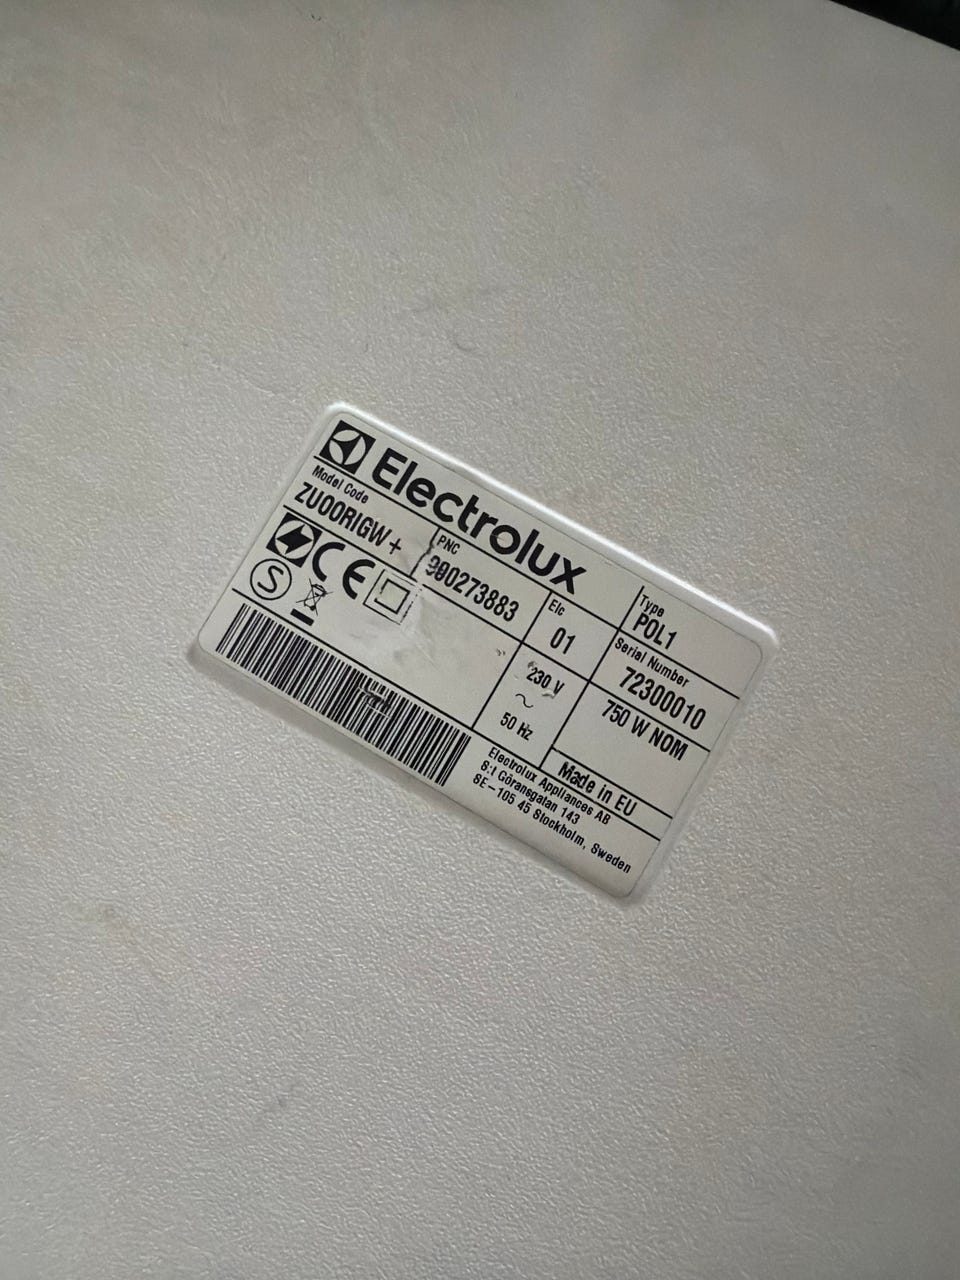 Electrolux
Model Code
ZUOORIGW+
PNC
900273883
Elc
01
Type
POL1
Serial Number
72300010
CE
S
230 V
~
50 Hz
750 W NOM
Made in EU
Electrolux Appliances AB
S:t Göransgatan 143
SE-105 45 Stockholm, Sweden